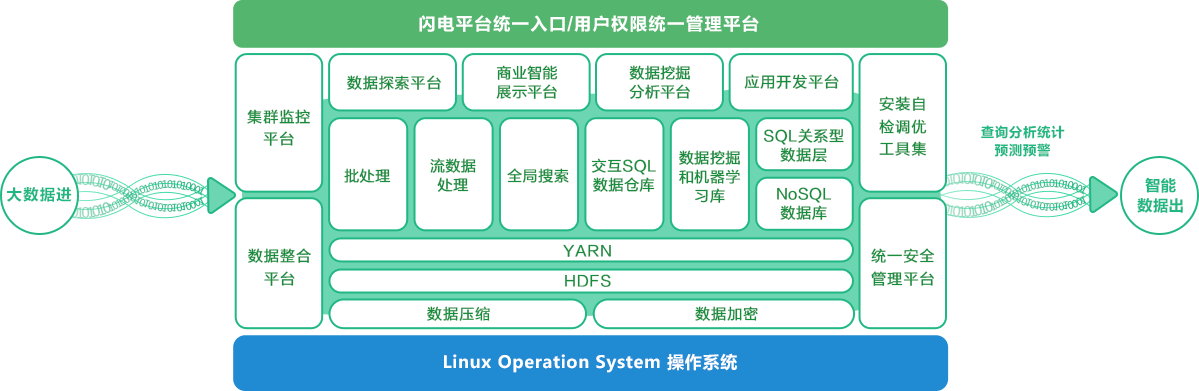 闪电平台统一入口/用户权限统一管理平台
集群监控
平台
数据探索平台
商业智能
展示平台
数据挖掘
分析平台
应用开发平台
安装自
检调优
工具集
批处理
流数据
处理
全局搜索
交互SQL
数据仓库
数据挖掘
和机器学
习库
SQL关系型
数据层
NoSQL
数据库
大数据进
查询分析统计
预测预警
智能
数据出
数据整合
平台
YARN
HDFS
数据压缩
数据加密
统一安全
管理平台
Linux Operation System 操作系统